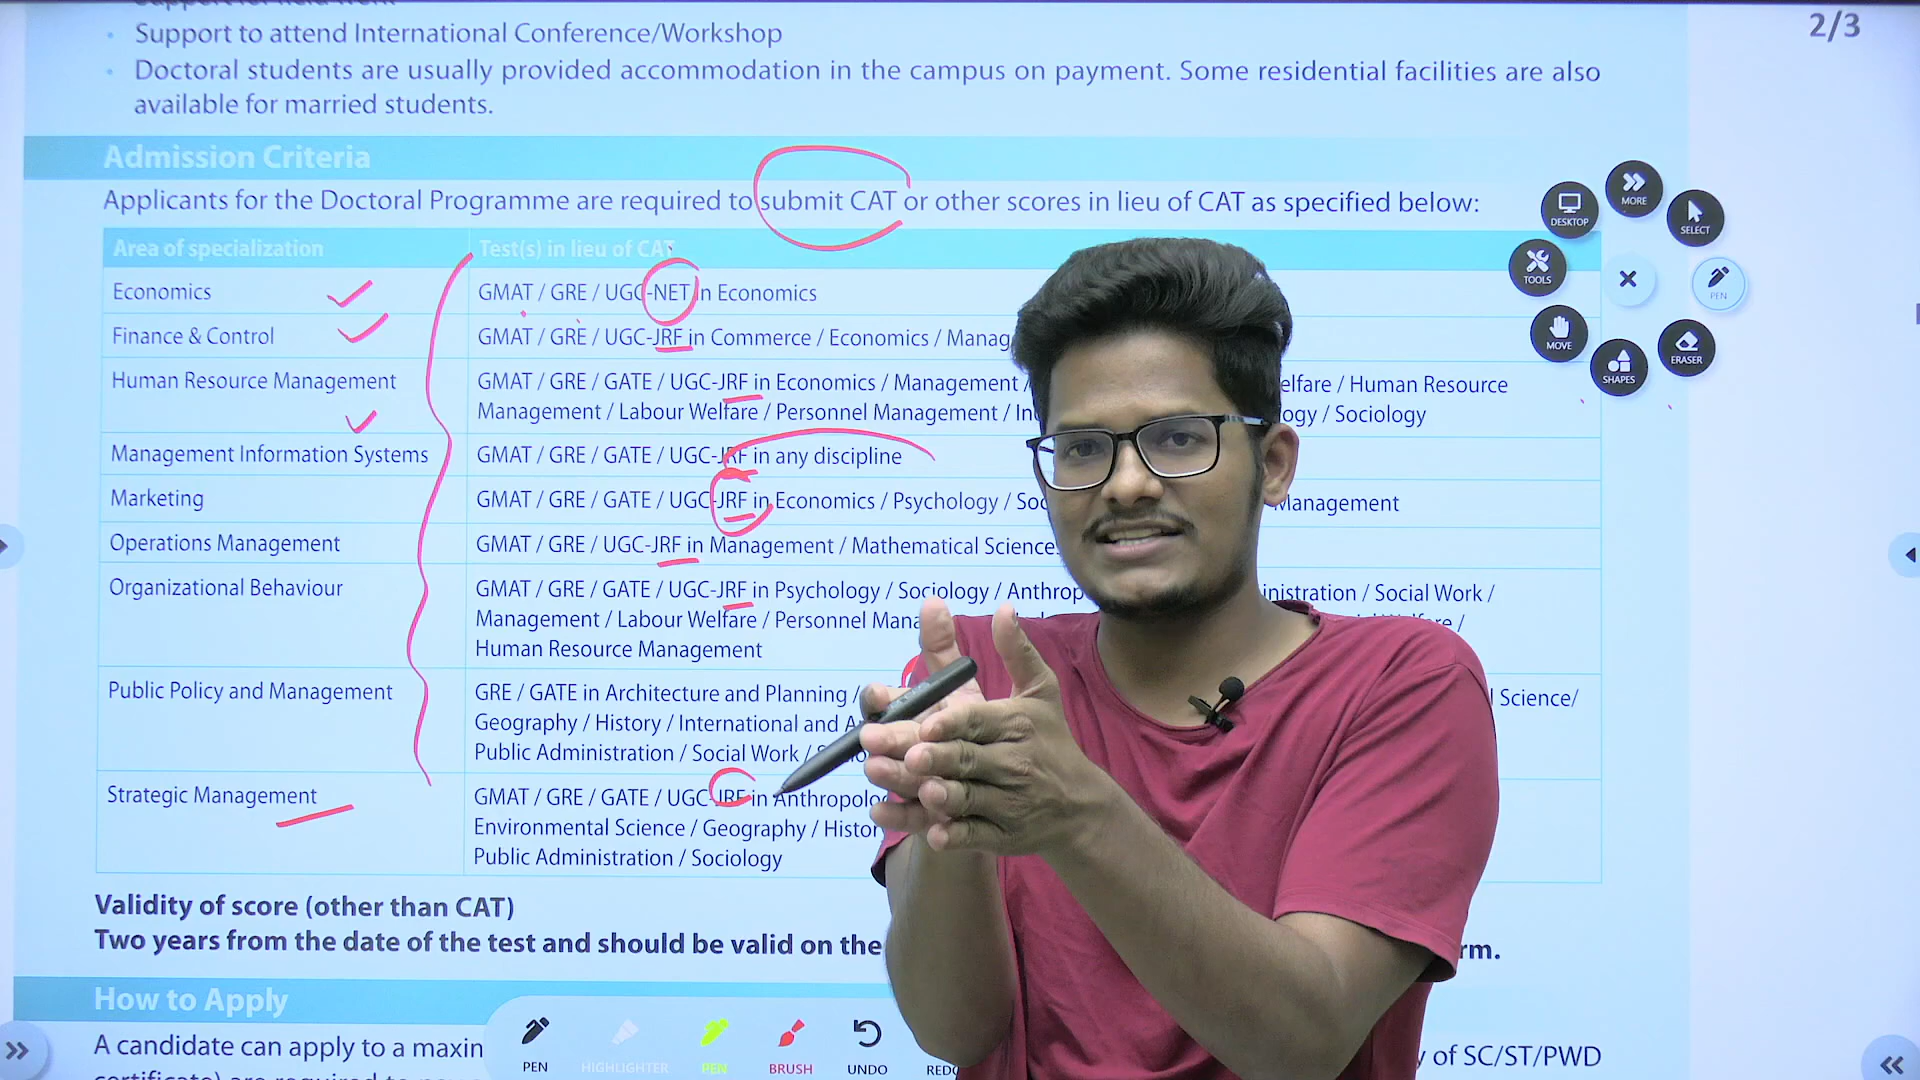 2/3
Support to attend International Conference/Workshop
Doctoral students are usually provided accommodation in the campus on payment. Some residential facilities are also
available for married students.
Admission Criteria
Applicants for the Doctoral Programme are required to submit CAT or other scores in lieu of CAT as specified below:
Area of specialization Test(s) in lieu of CAT
Economics GMAT / GRE / UGC-NET in Economics
Finance & Control GMAT / GRE / UGC-JRF in Commerce / Economics / Manag
Human Resource Management GMAT / GRE / GATE / UGC-JRF in Economics / Management / elfare / Human Resource
Management / Labour Welfare / Personnel Management / In ogy / Sociology
Management Information Systems GMAT / GRE / GATE / UGC-JRF in any discipline
Marketing GMAT / GRE / GATE / UGC-JRF in Economics / Psychology / Soc Management
Operations Management GMAT / GRE / UGC-JRF in Management / Mathematical Science
Organizational Behaviour GMAT / GRE / GATE / UGC-JRF in Psychology / Sociology / Anthrop inistration / Social Work /
Management / Labour Welfare / Personnel Mana
Human Resource Management
Public Policy and Management GRE / GATE in Architecture and Planning / l Science/
Geography / History / International and A
Public Administration / Social Work /
Strategic Management GMAT / GRE / GATE / UGC-JRF in Anthropolo
Environmental Science / Geography / Histor
Public Administration / Sociology
Validity of score (other than CAT)
Two years from the date of the test and should be valid on the rm.
How to Apply
A candidate can apply to a maxin y of SC/ST/PWD
DESKTOP
MORE
SELECT
TOOLS
PEN
MOVE
SHAPES
ERASER
PEN HIGHLIGHTER PEN BRUSH UNDO REDO